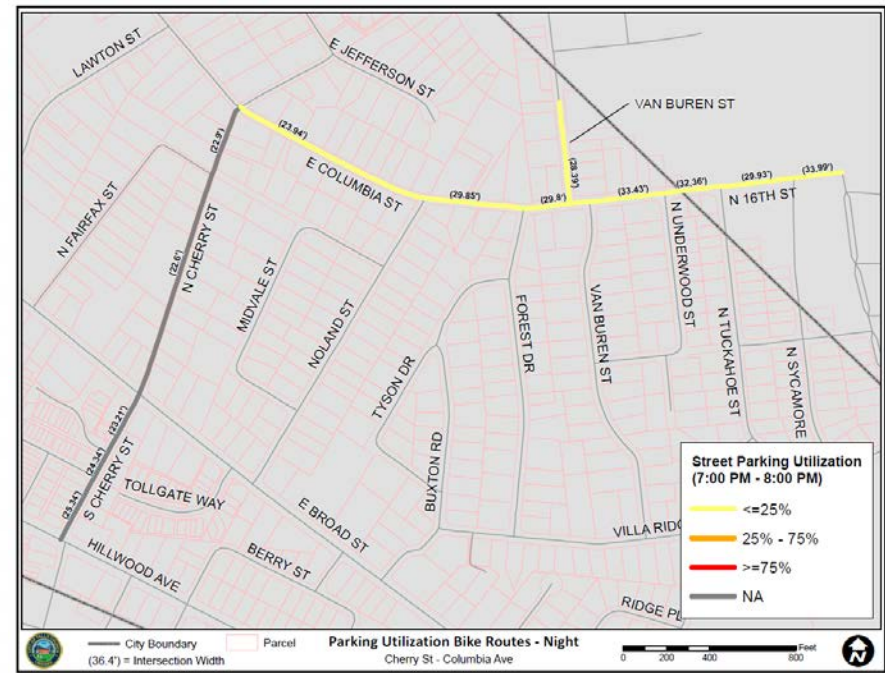 LAWTON ST
E JEFFERSON ST
VAN BUREN ST
(22.9')
(23.94')
E COLUMBIA ST
(29.85')
(29.8')
(28.39')
(33.43')
(32.36')
(29.93')
(33.99')
N 16TH ST
N FAIRFAX ST
N CHERRY ST
(22.6')
MIDVALE ST
NOLAND ST
TYSON DR
BUXTON RD
FOREST DR
VAN BUREN ST
N UNDERWOOD ST
N TUCKAHOE ST
N SYCAMORE
(23.21')
(24.34')
(25.34')
S CHERRY ST
TOLLGATE WAY
HILLWOOD AVE
BERRY ST
E BROAD ST
VILLA RIDG
RIDGE PL
Street Parking Utilization
(7:00 PM - 8:00 PM)
<=25%
25% - 75%
>=75%
NA
City Boundary
Parcel
(36.4') = Intersection Width
Parking Utilization Bike Routes - Night
Cherry St - Columbia Ave
Feet
0 200 400 800
N